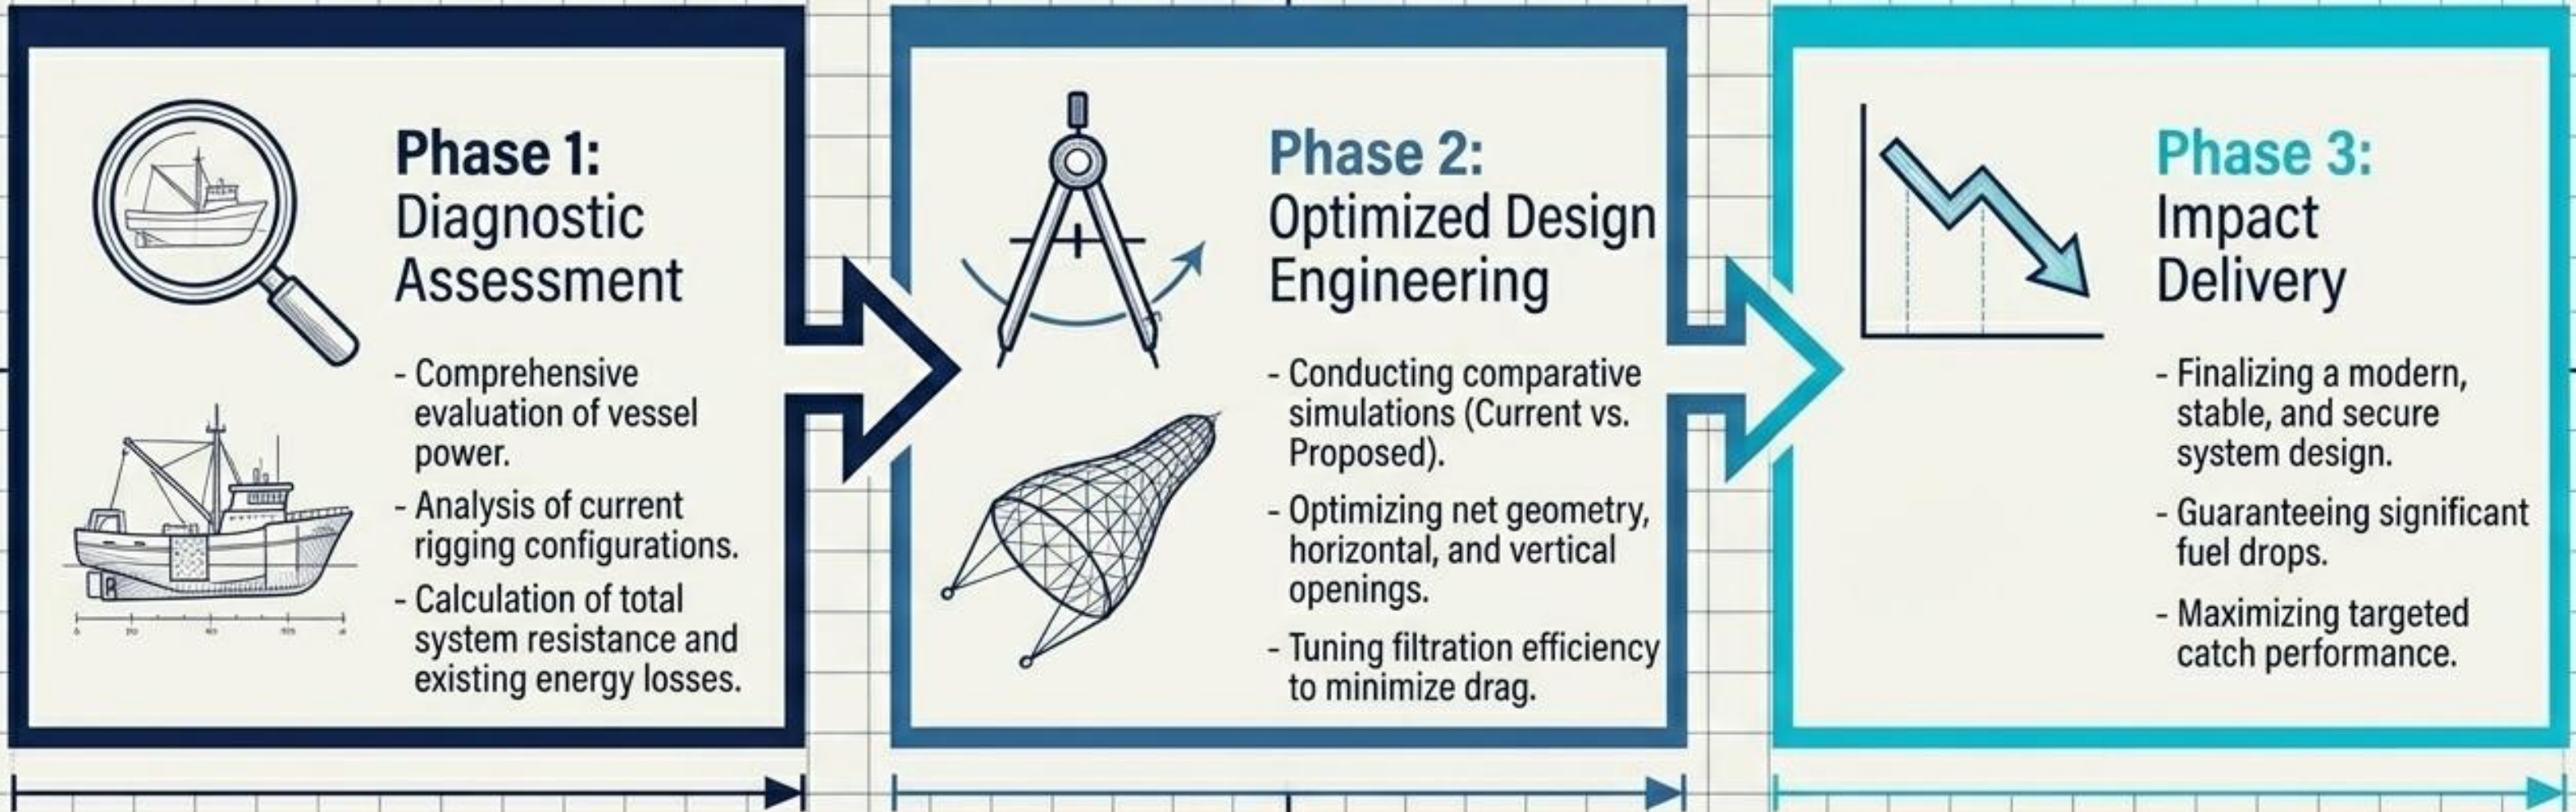 Phase 1:
Diagnostic
Assessment
- Comprehensive
evaluation of vessel
power.
- Analysis of current
rigging configurations.
- Calculation of total
system resistance and
existing energy losses.
Phase 2:
Optimized Design
Engineering
- Conducting comparative
simulations (Current vs.
Proposed).
- Optimizing net geometry,
horizontal, and vertical
openings.
- Tuning filtration efficiency
to minimize drag.
Phase 3:
Impact
Delivery
- Finalizing a modern,
stable, and secure
system design.
- Guaranteeing significant
fuel drops.
- Maximizing targeted
catch performance.